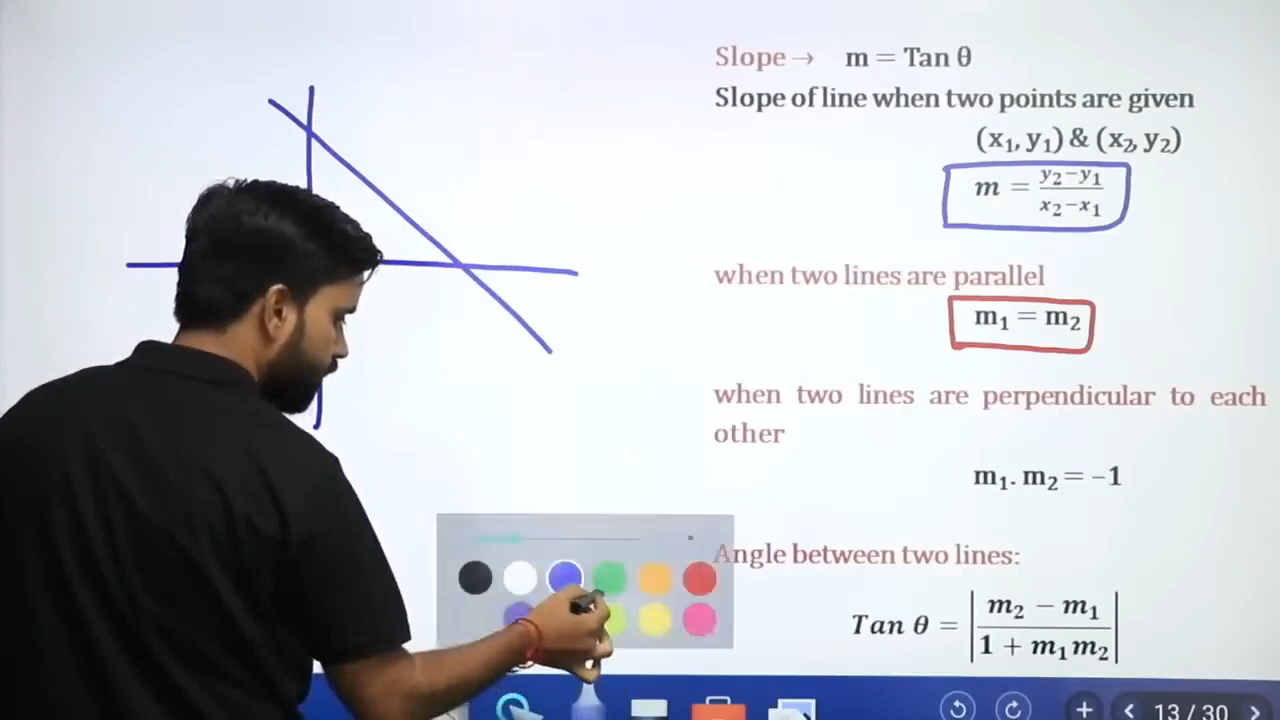 Slope → m = Tan θ
Slope of line when two points are given
(x₁, y₁) & (x₂, y₂)
m = y₂−y₁ / x₂−x₁
when two lines are parallel
m₁ = m₂
when two lines are perpendicular to each
other
m₁. m₂ = −1
Angle between two lines:
Tan θ = | m₂ − m₁ / 1 + m₁m₂ |
13 / 30